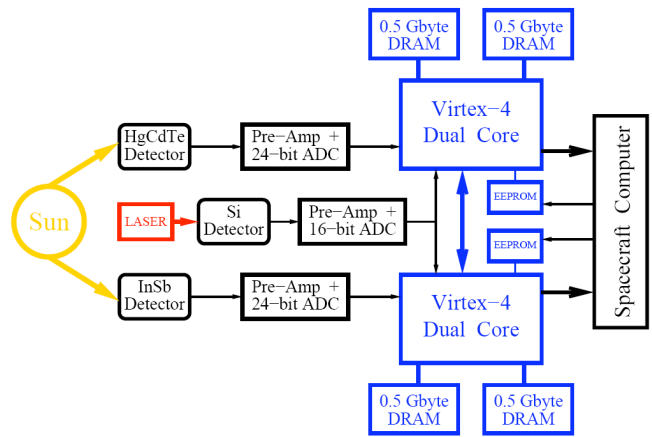 0.5 Gbyte
DRAM
0.5 Gbyte
DRAM
Virtex−4
Dual Core
HgCdTe
Detector
Pre−Amp +
24−bit ADC
EEPROM
Sun
LASER
Si
Detector
Pre−Amp +
16−bit ADC
EEPROM
InSb
Detector
Pre−Amp +
24−bit ADC
Virtex−4
Dual Core
Spacecraft Computer
0.5 Gbyte
DRAM
0.5 Gbyte
DRAM